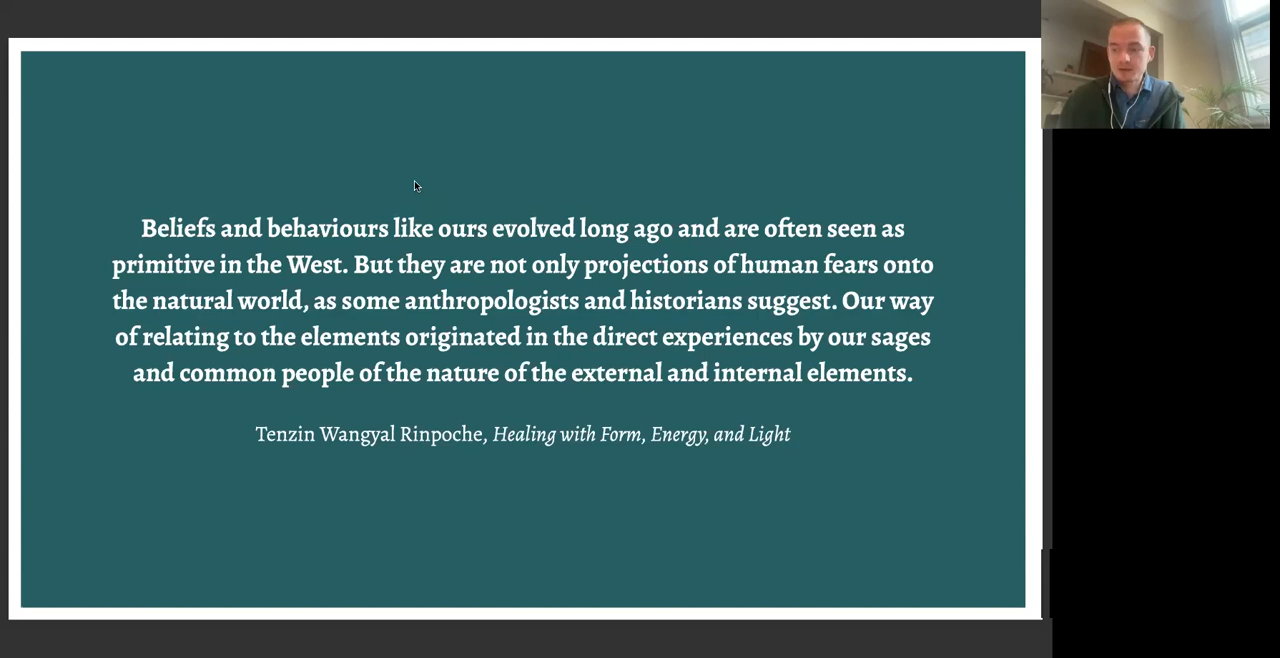 Beliefs and behaviours like ours evolved long ago and are often seen as
primitive in the West. But they are not only projections of human fears onto
the natural world, as some anthropologists and historians suggest. Our way
of relating to the elements originated in the direct experiences by our sages
and common people of the nature of the external and internal elements.
Tenzin Wangyal Rinpoche, Healing with Form, Energy, and Light